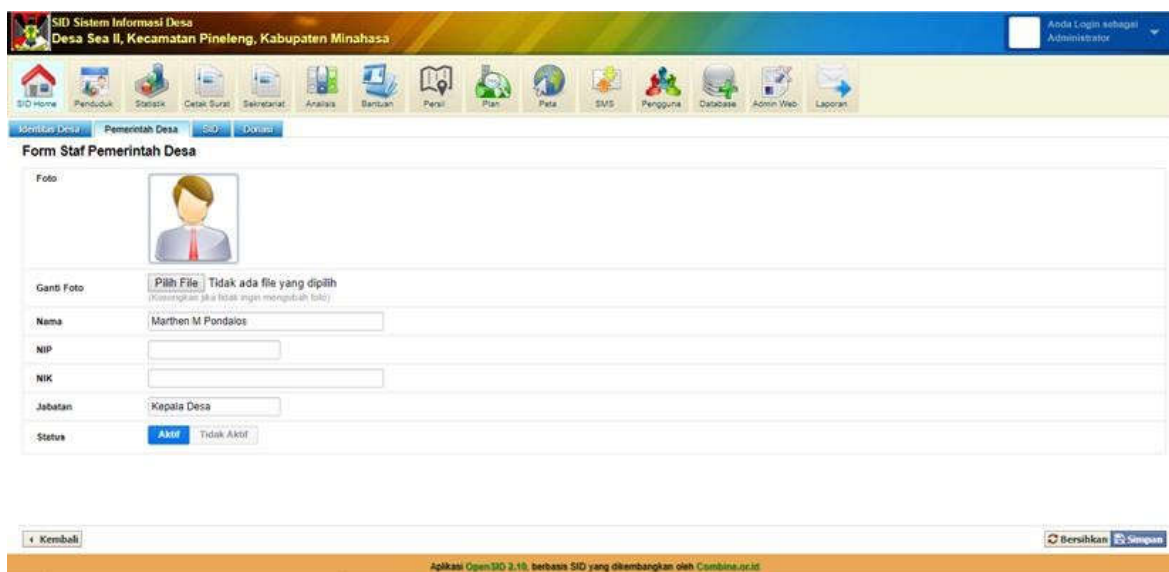 SID Sistem Informasi Desa
Desa Sea II, Kecamatan Pineleng, Kabupaten Minahasa
Anda Login sebagai
Administrator
SID Home Penduduk Statistik Cetak Surat Sekretariat Analisis Bantuan Persil Plan Peta SMS Pengguna Database Admin Web Laporan
Identitas Desa Pemerintah Desa SID Donasi
Form Staf Pemerintah Desa
Foto
Ganti Foto Pilih File Tidak ada file yang dipilih
(Kosongkan jika tidak ingin mengubah foto)
Nama Marthen M Pondalos
NIP
NIK
Jabatan Kepala Desa
Status Aktif Tidak Aktif
Kembali Bersihkan Simpan
Aplikasi OpenSID 2.10, berbasis SID yang dikembangkan oleh Combine.or.id